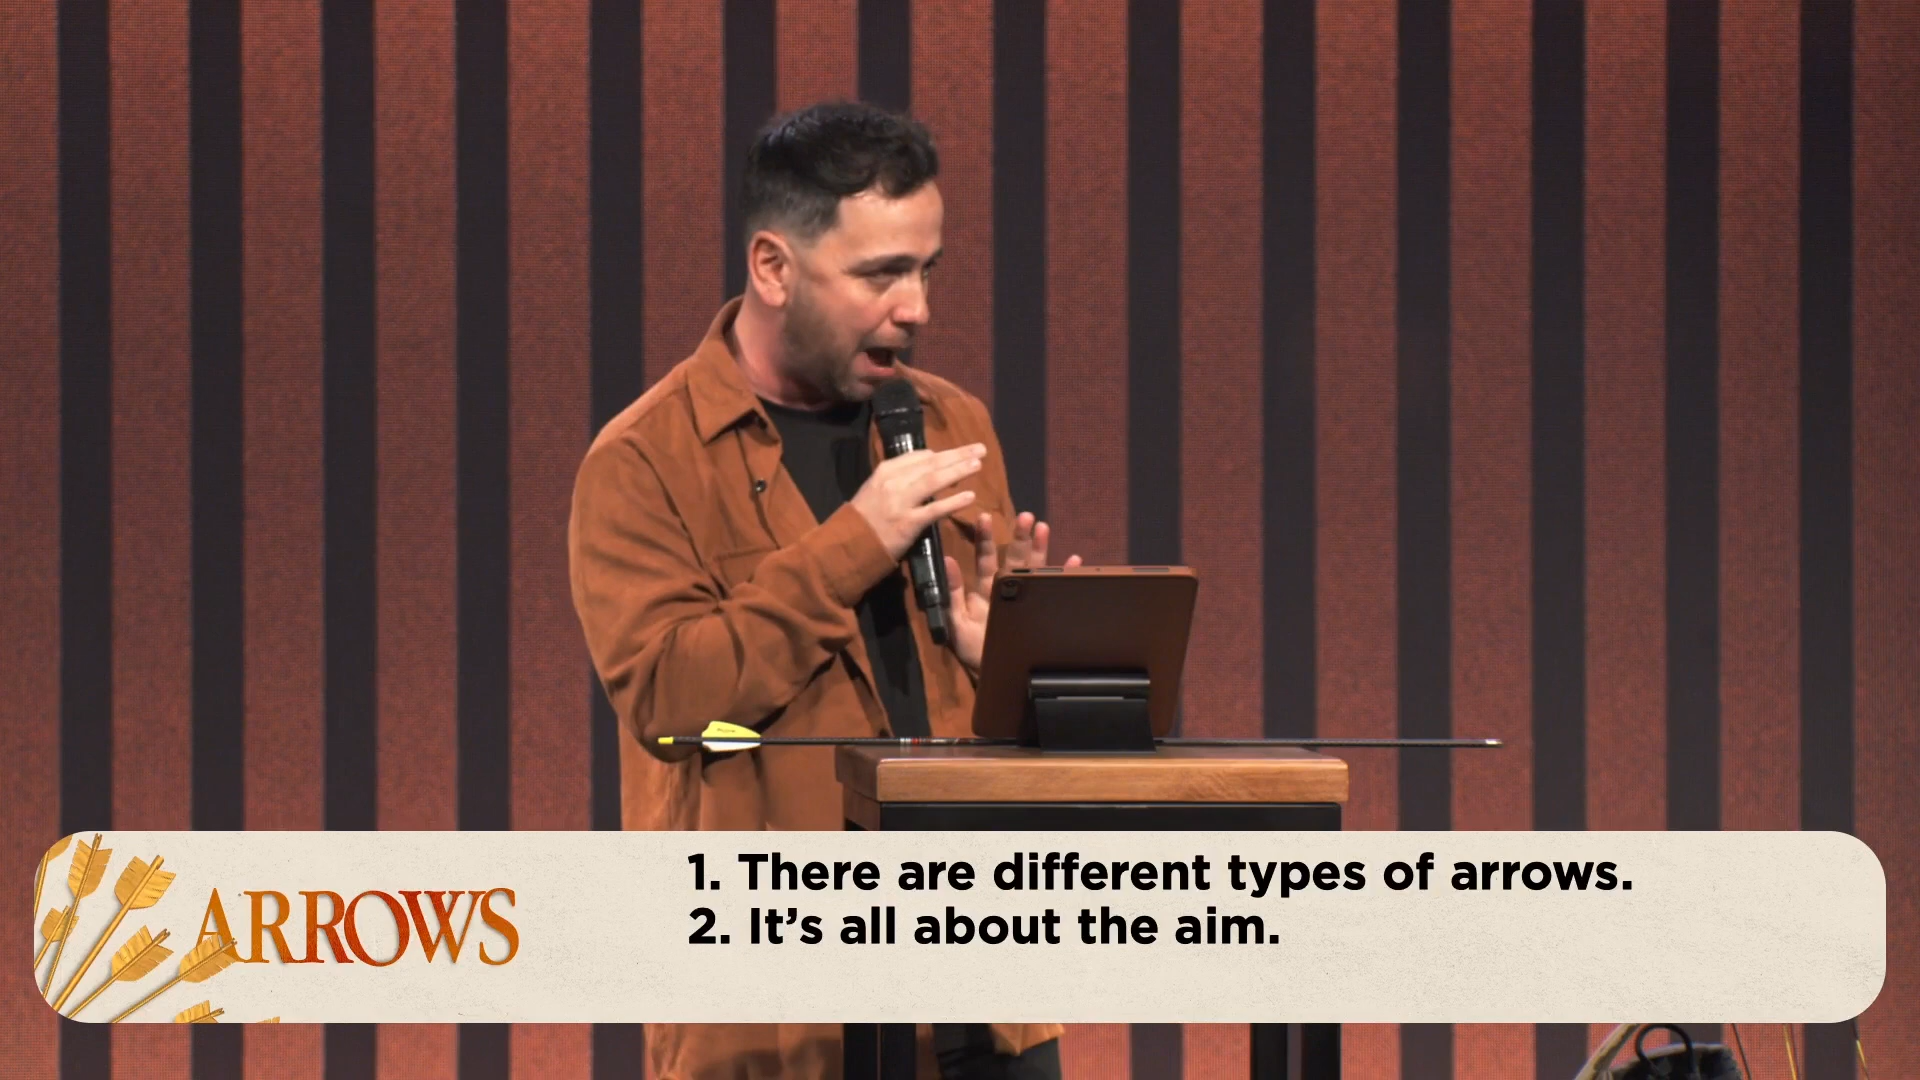 ARROWS
1. There are different types of arrows.
2. It's all about the aim.